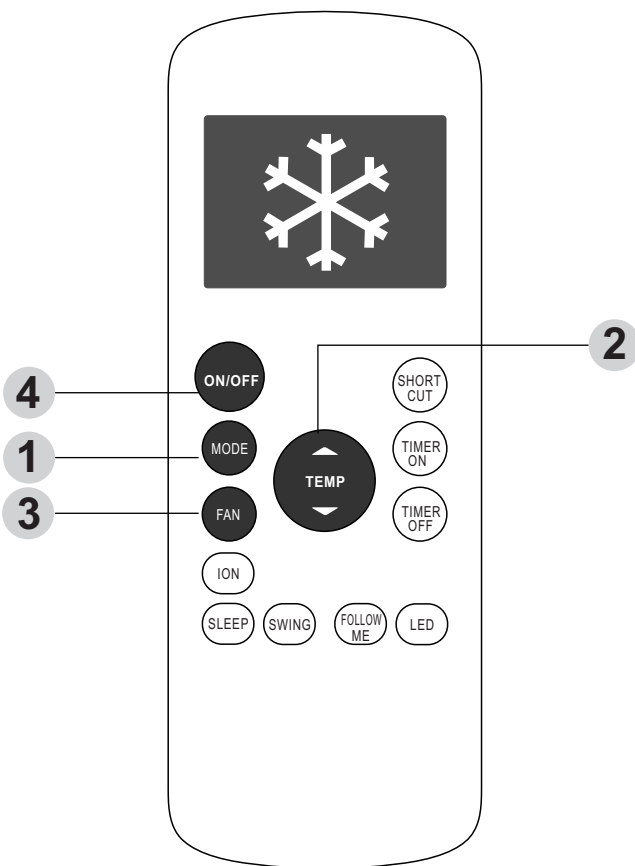 2
4
ON/OFF
SHORT
CUT
1
MODE
TEMP
TIMER
ON
3
FAN
TIMER
OFF
ION
SLEEP
SWING
FOLLOW
ME
LED